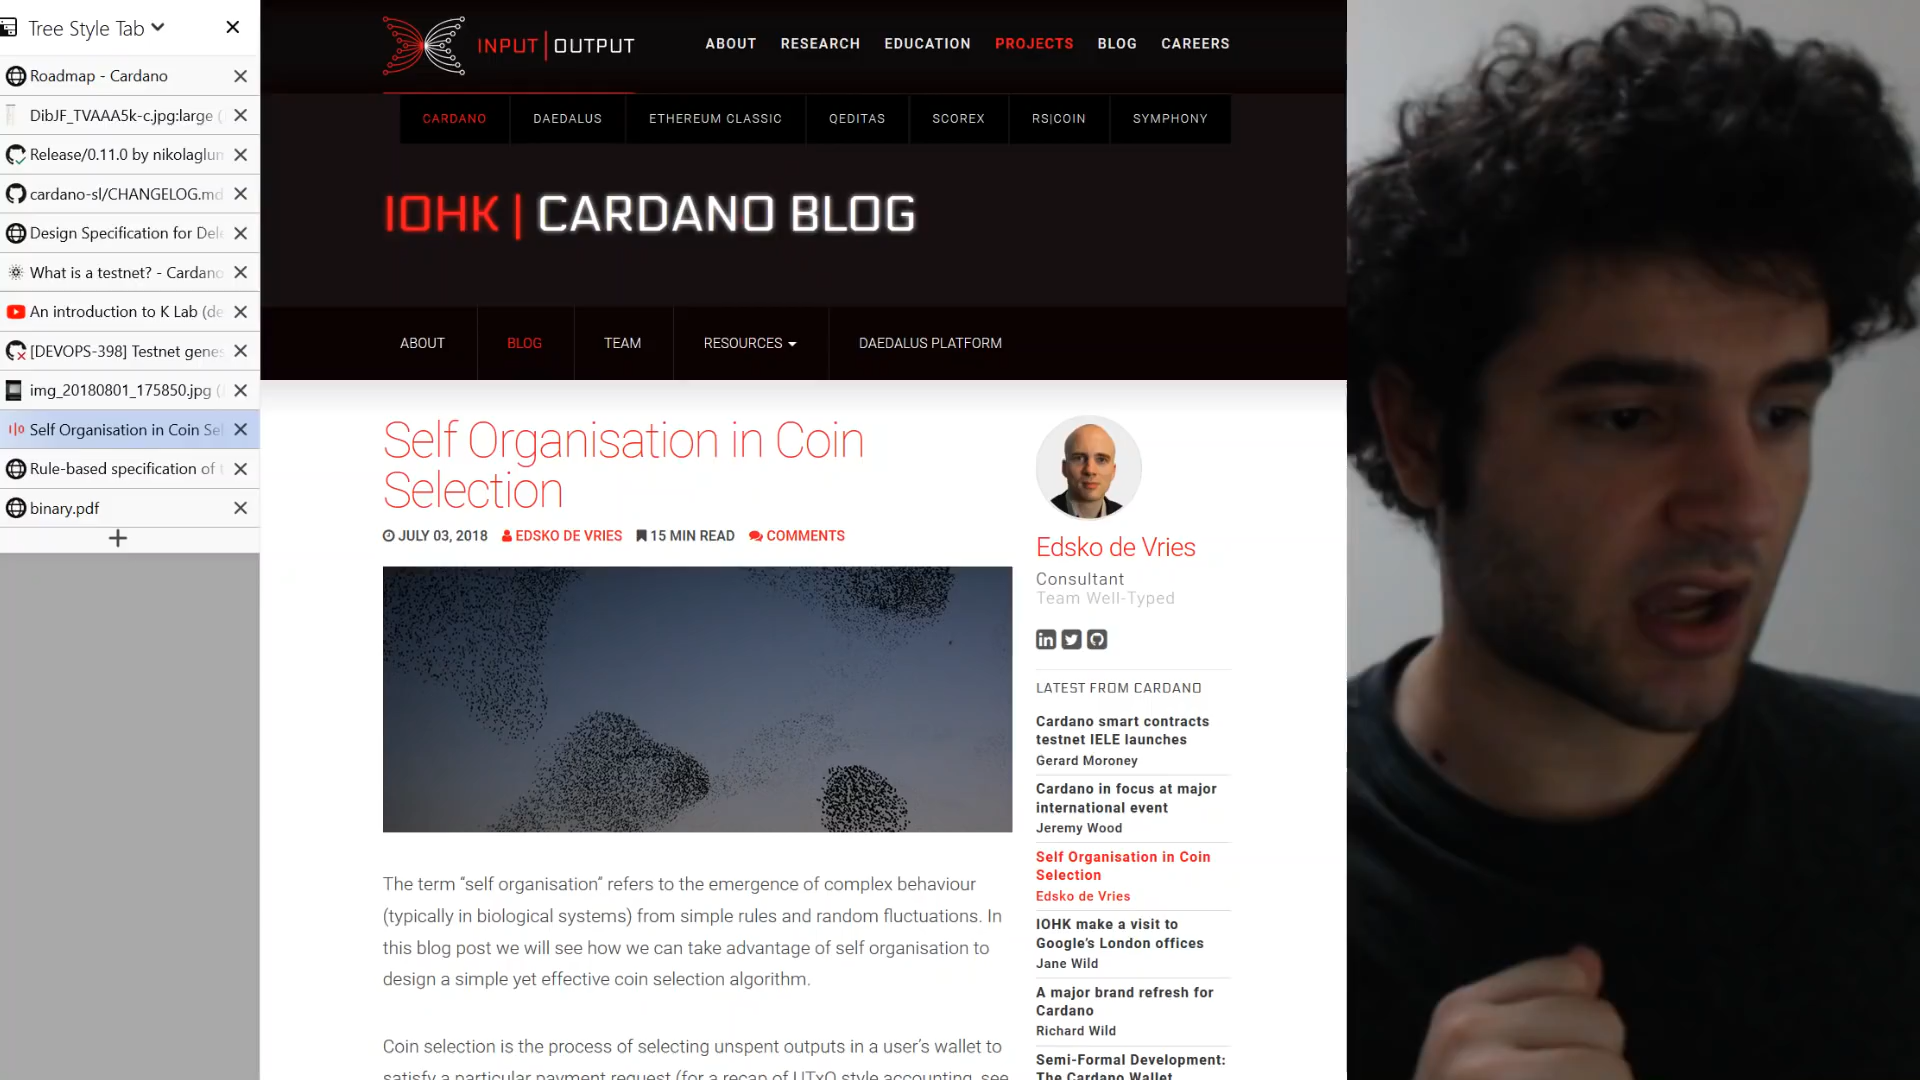 Tree Style Tab
Roadmap - Cardano
DibJF_TVAAA5k-c.jpg:large (
Release/0.11.0 by nikolaglun
cardano-sl/CHANGELOG.md
Design Specification for Del
What is a testnet? - Cardano
An introduction to K Lab (de
[DEVOPS-398] Testnet gene
img_20180801_175850.jpg (
Self Organisation in Coin Sel
Rule-based specification of t
binary.pdf
INPUT|OUTPUT
ABOUT RESEARCH EDUCATION PROJECTS BLOG CAREERS
CARDANO DAEDALUS ETHEREUM CLASSIC QEDITAS SCOREX RS|COIN SYMPHONY
IOHK | CARDANO BLOG
ABOUT BLOG TEAM RESOURCES DAEDALUS PLATFORM
Self Organisation in Coin
Selection
JULY 03, 2018 EDSKO DE VRIES 15 MIN READ COMMENTS
The term “self organisation” refers to the emergence of complex behaviour
(typically in biological systems) from simple rules and random fluctuations. In
this blog post we will see how we can take advantage of self organisation to
design a simple yet effective coin selection algorithm.
Coin selection is the process of selecting unspent outputs in a user’s wallet to
satisfy a particular payment request (for a recap of UTxO style accounting, see
Edsko de Vries
Consultant
Team Well-Typed
LATEST FROM CARDANO
Cardano smart contracts
testnet IELE launches
Gerard Moroney
Cardano in focus at major
international event
Jeremy Wood
Self Organisation in Coin
Selection
Edsko de Vries
IOHK make a visit to
Google’s London offices
Jane Wild
A major brand refresh for
Cardano
Richard Wild
Semi-Formal Development:
The Cardano Wallet